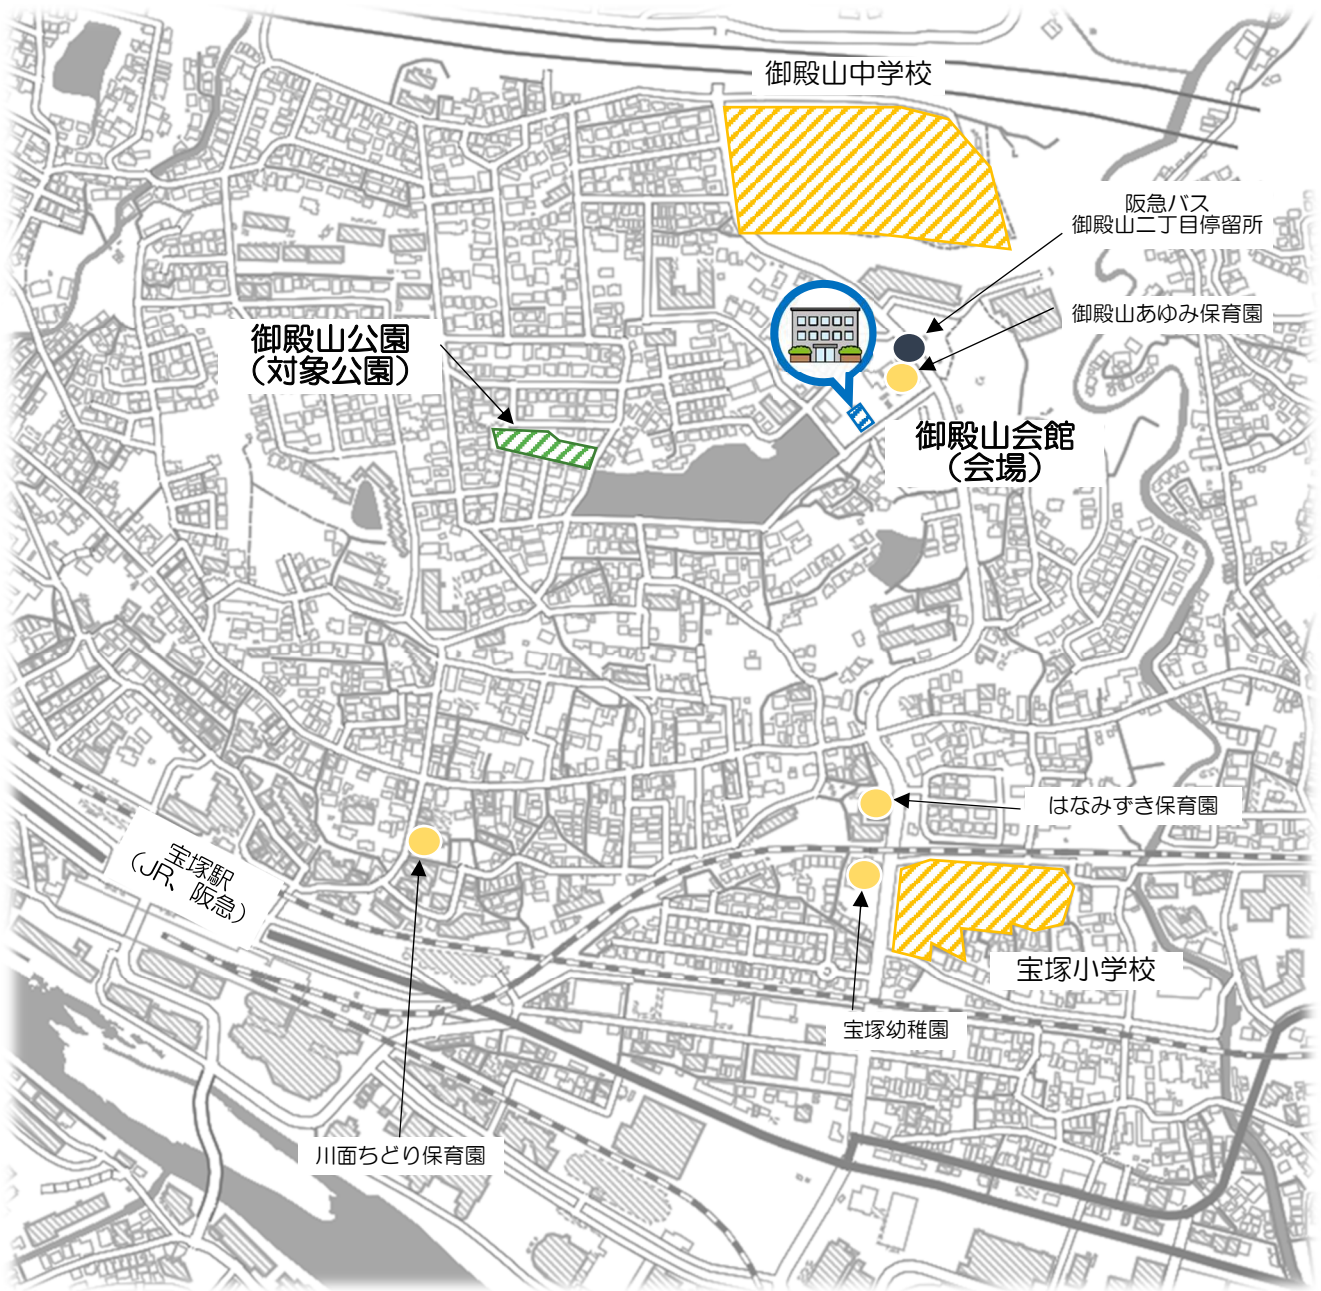 御殿山中学校
阪急バス
御殿山二丁目停留所
御殿山あゆみ保育園
御殿山公園
（対象公園）
御殿山会館
（会場）
はなみずき保育園
宝塚駅
（JR、阪急）
宝塚小学校
宝塚幼稚園
川面ちどり保育園